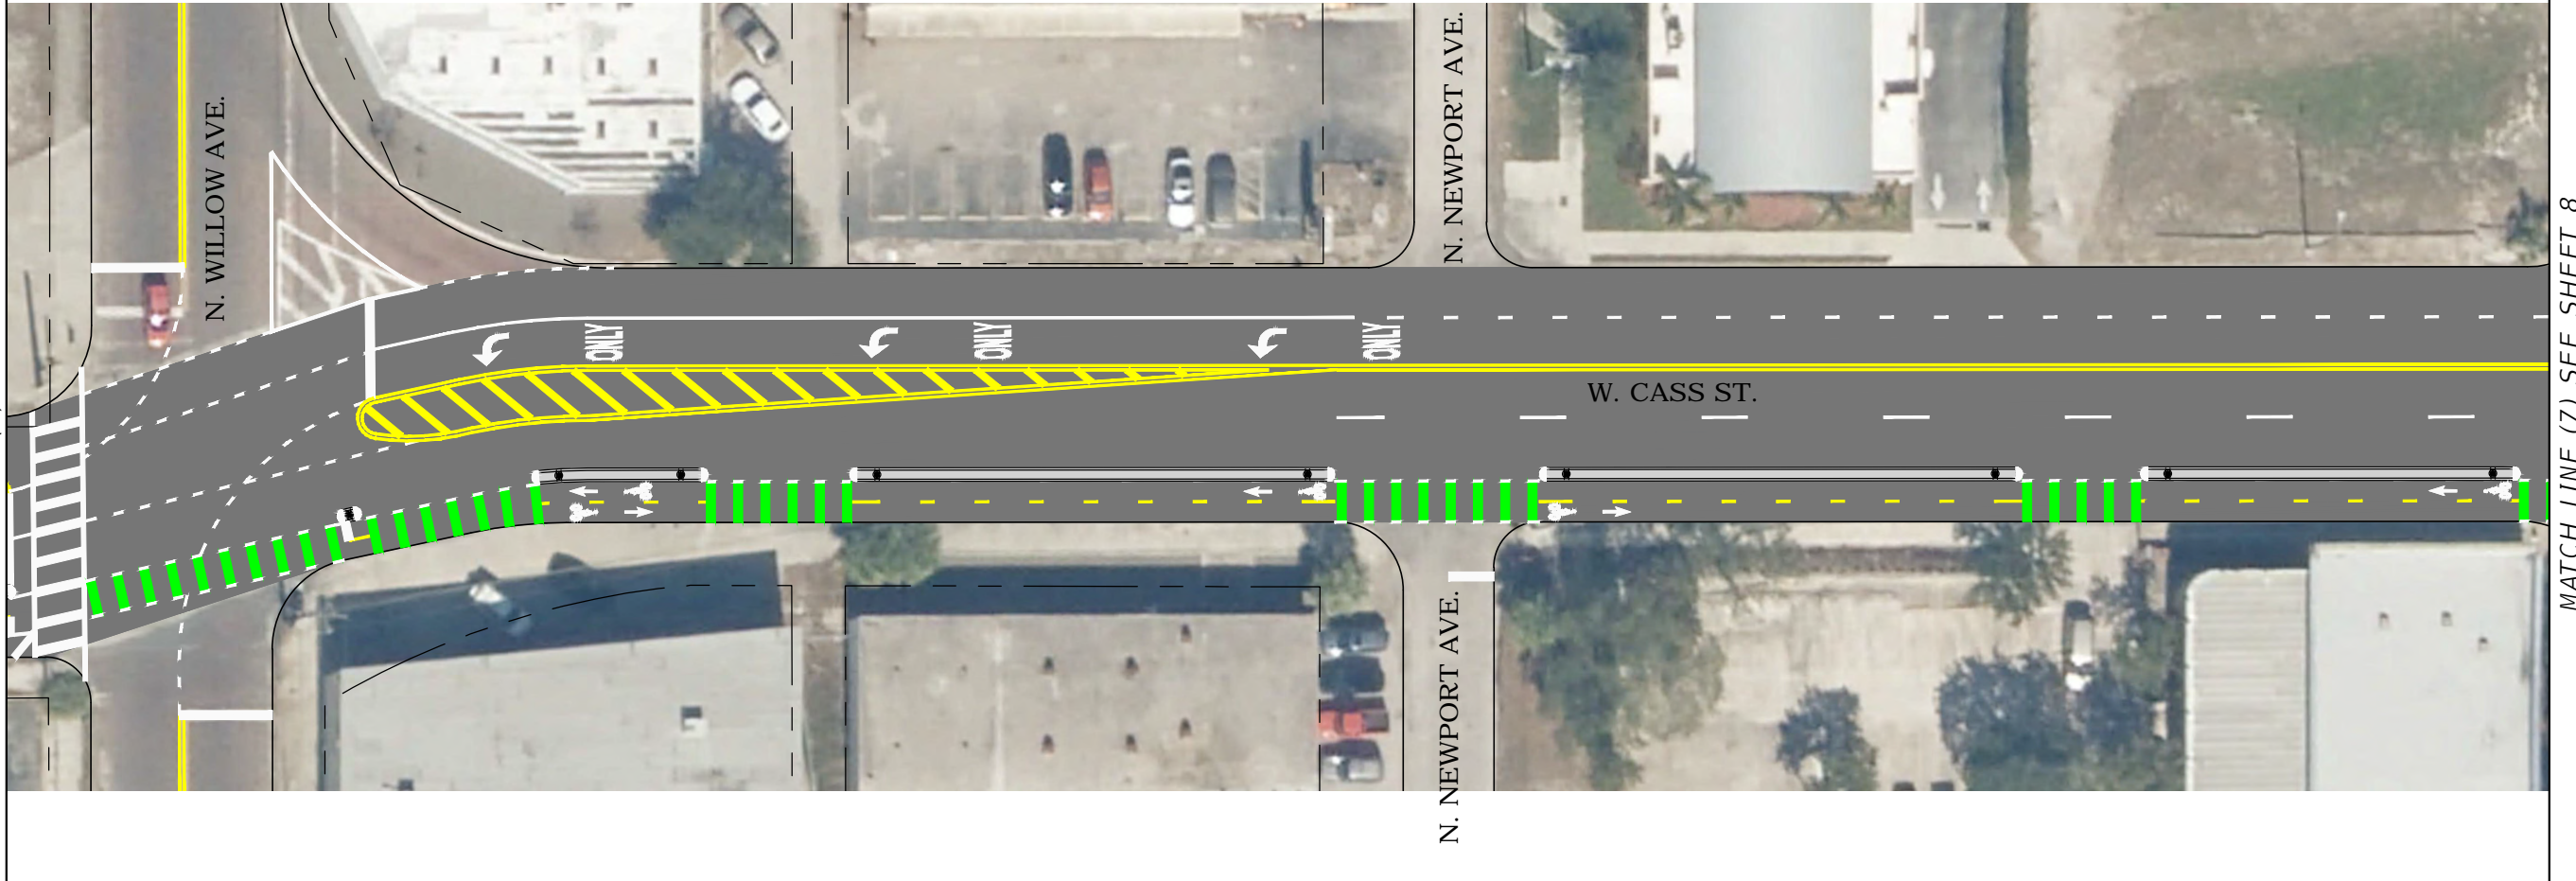 N. WILLOW AVE.
N. NEWPORT AVE.
ONLY
ONLY
ONLY
W. CASS ST.
N. NEWPORT AVE.
MATCH LINE (7) SEE SHEET 8